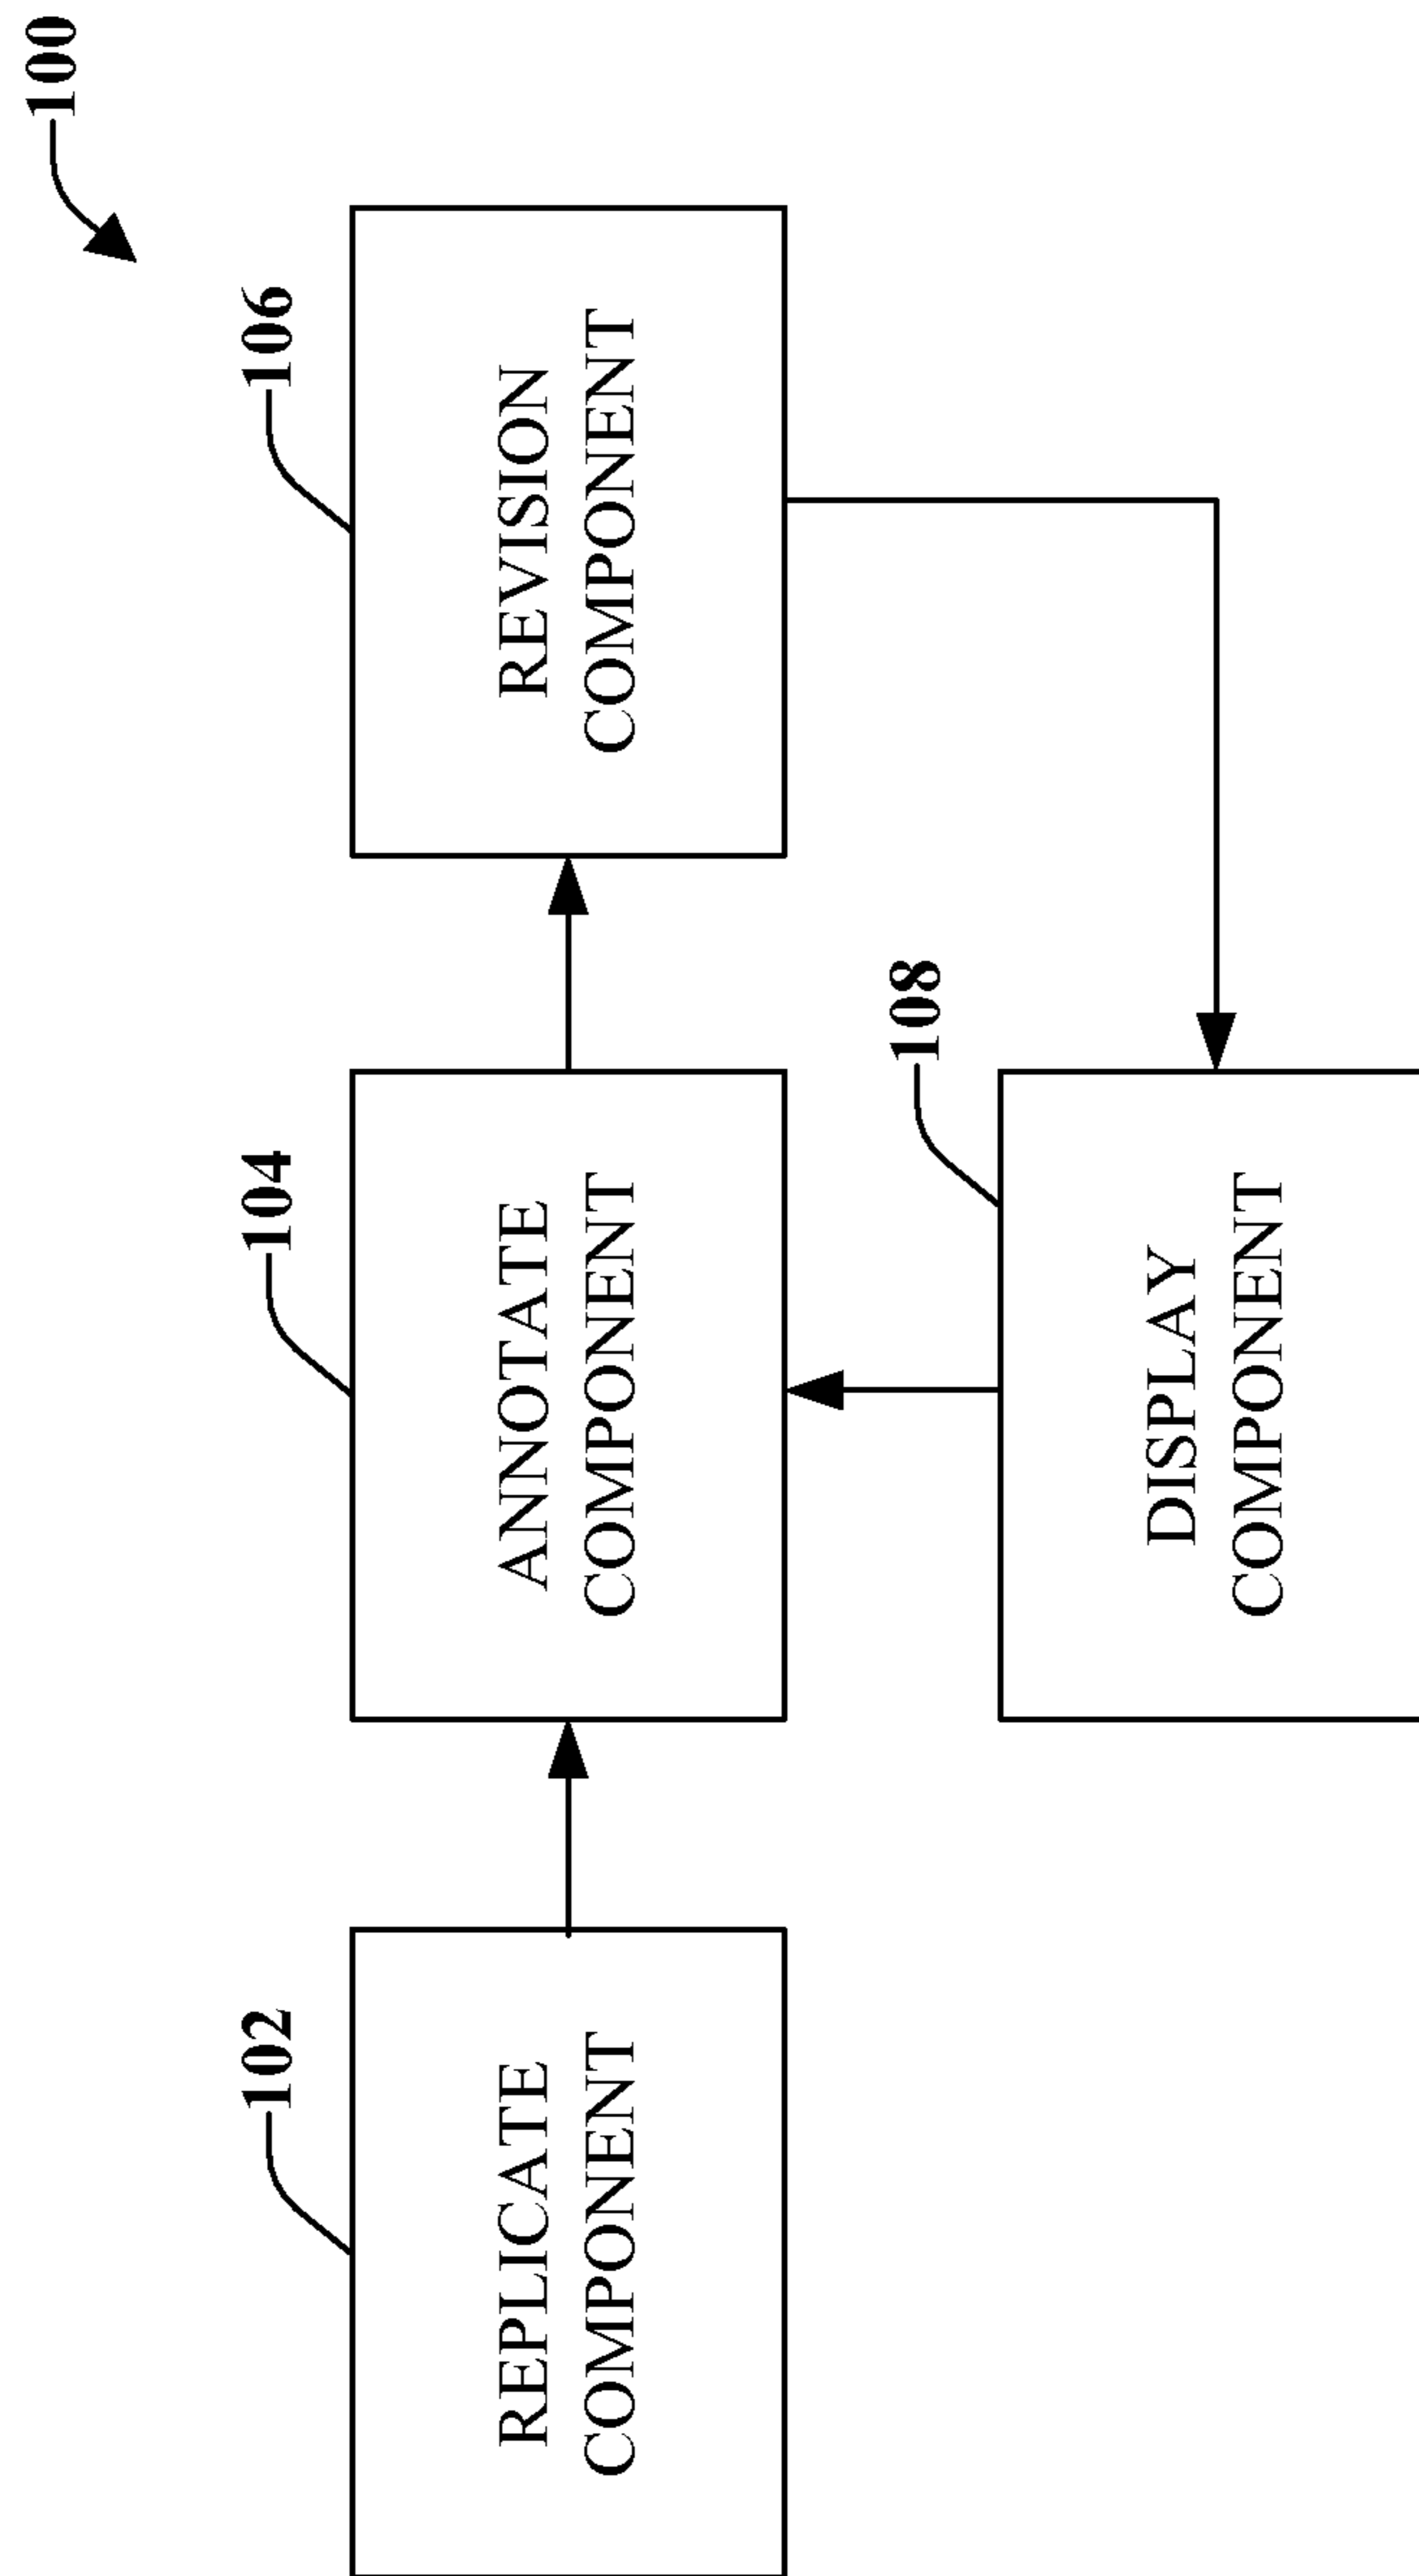 100
102
REPLICATE
COMPONENT
104
ANNOTATE
COMPONENT
106
REVISION
COMPONENT
108
DISPLAY
COMPONENT